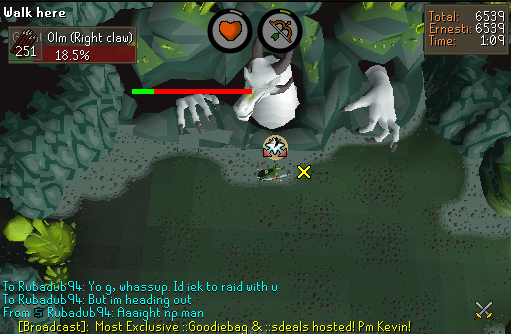 Walk here
Total: 6539
Ernesti: 6539
Time: 1:09
Olm (Right claw)
251
18.5%
To Rubadub94: Yo g, whassup. Id iek to raid with u
To Rubadub94: But im heading out
From Rubadub94: Aaaight np man
[Broadcast]: Most Exclusive ::Goodiebag & ::sdeals hosted! Pm Kevin!